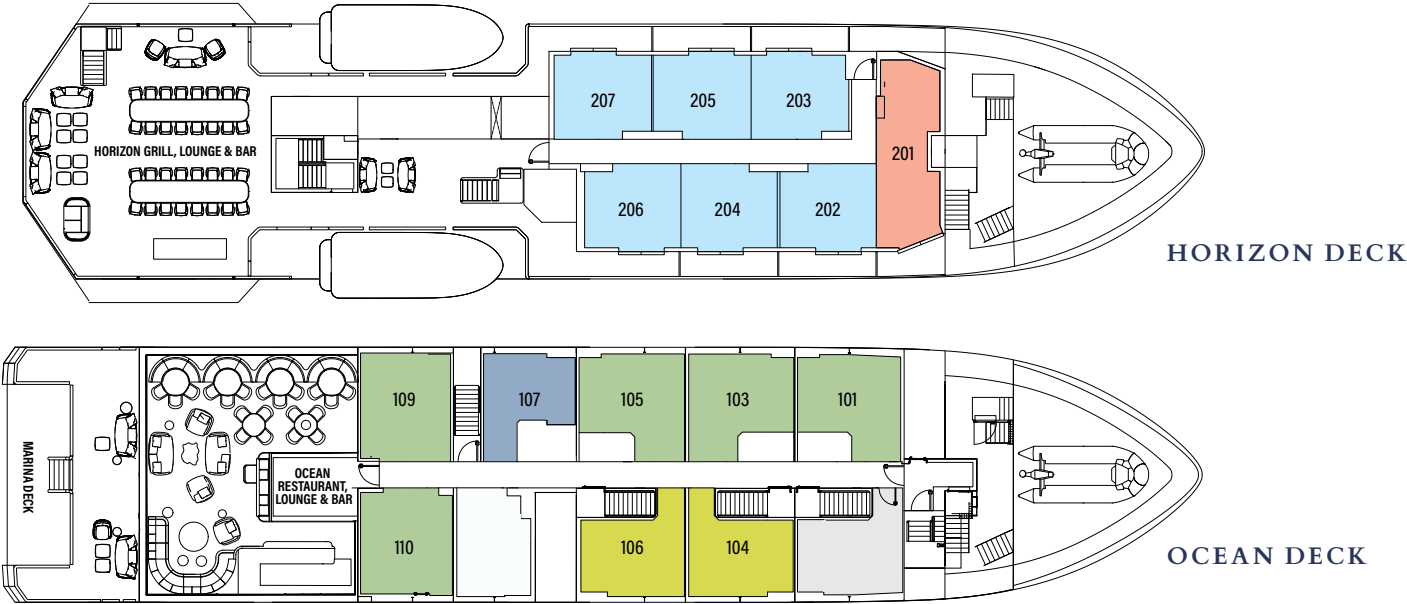 207
205
203
HORIZON GRILL, LOUNGE & BAR
201
206
204
202
HORIZON DECK
109
107
105
103
101
MARINA DECK
OCEAN
RESTAURANT,
LOUNGE & BAR
110
106
104
OCEAN DECK